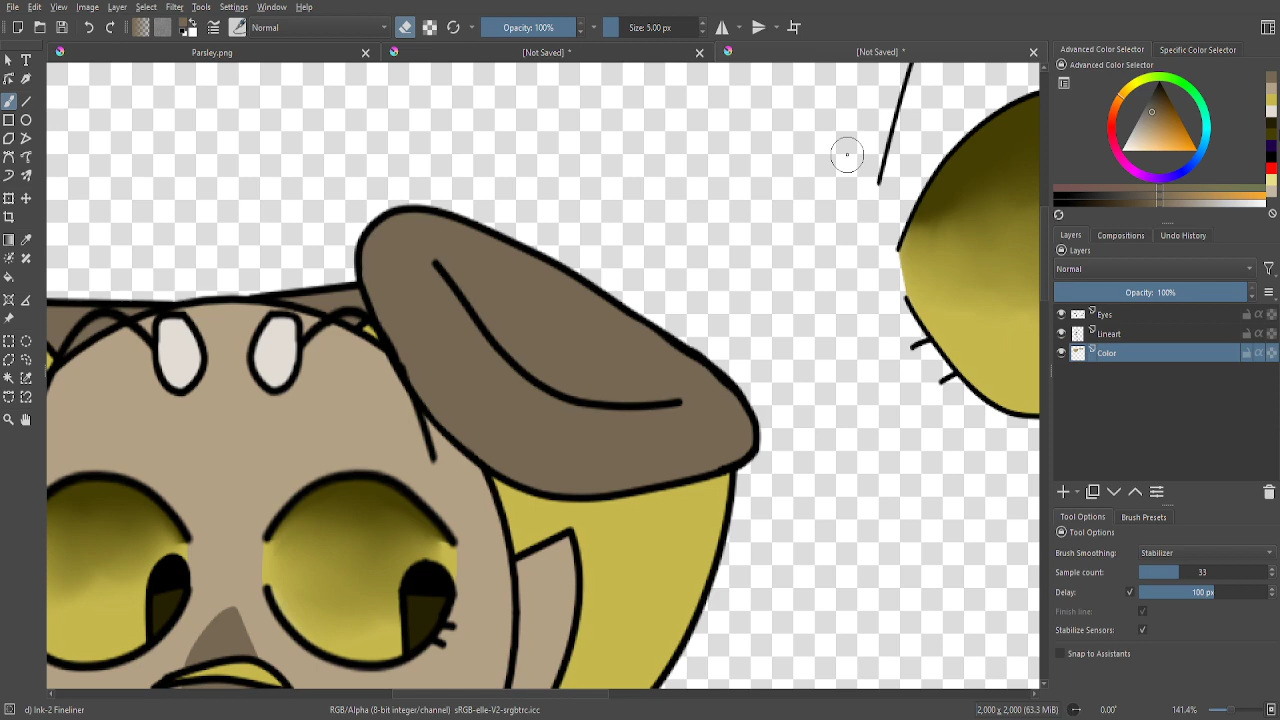 File Edit View Image Layer Select Filter Tools Settings Window Help
Normal Opacity: 100% Size: 5.00 px
Parsley.png [Not Saved] * [Not Saved] *
Advanced Color Selector Specific Color Selector
Advanced Color Selector
Layers Compositions Undo History
Layers
Normal
Opacity: 100%
Eyes
Lineart
Color
Tool Options Brush Presets
Tool Options
Brush Smoothing: Stabilizer
Sample count: 33
Delay: 100 px
Finish line:
Stabilize Sensors:
Snap to Assistants
d) Ink-2 Fineliner RGB/Alpha (8-bit integer/channel) sRGB-elle-V2-srgbtrc.icc 2,000 x 2,000 (63.3 MiB) 0.00° 141.4%